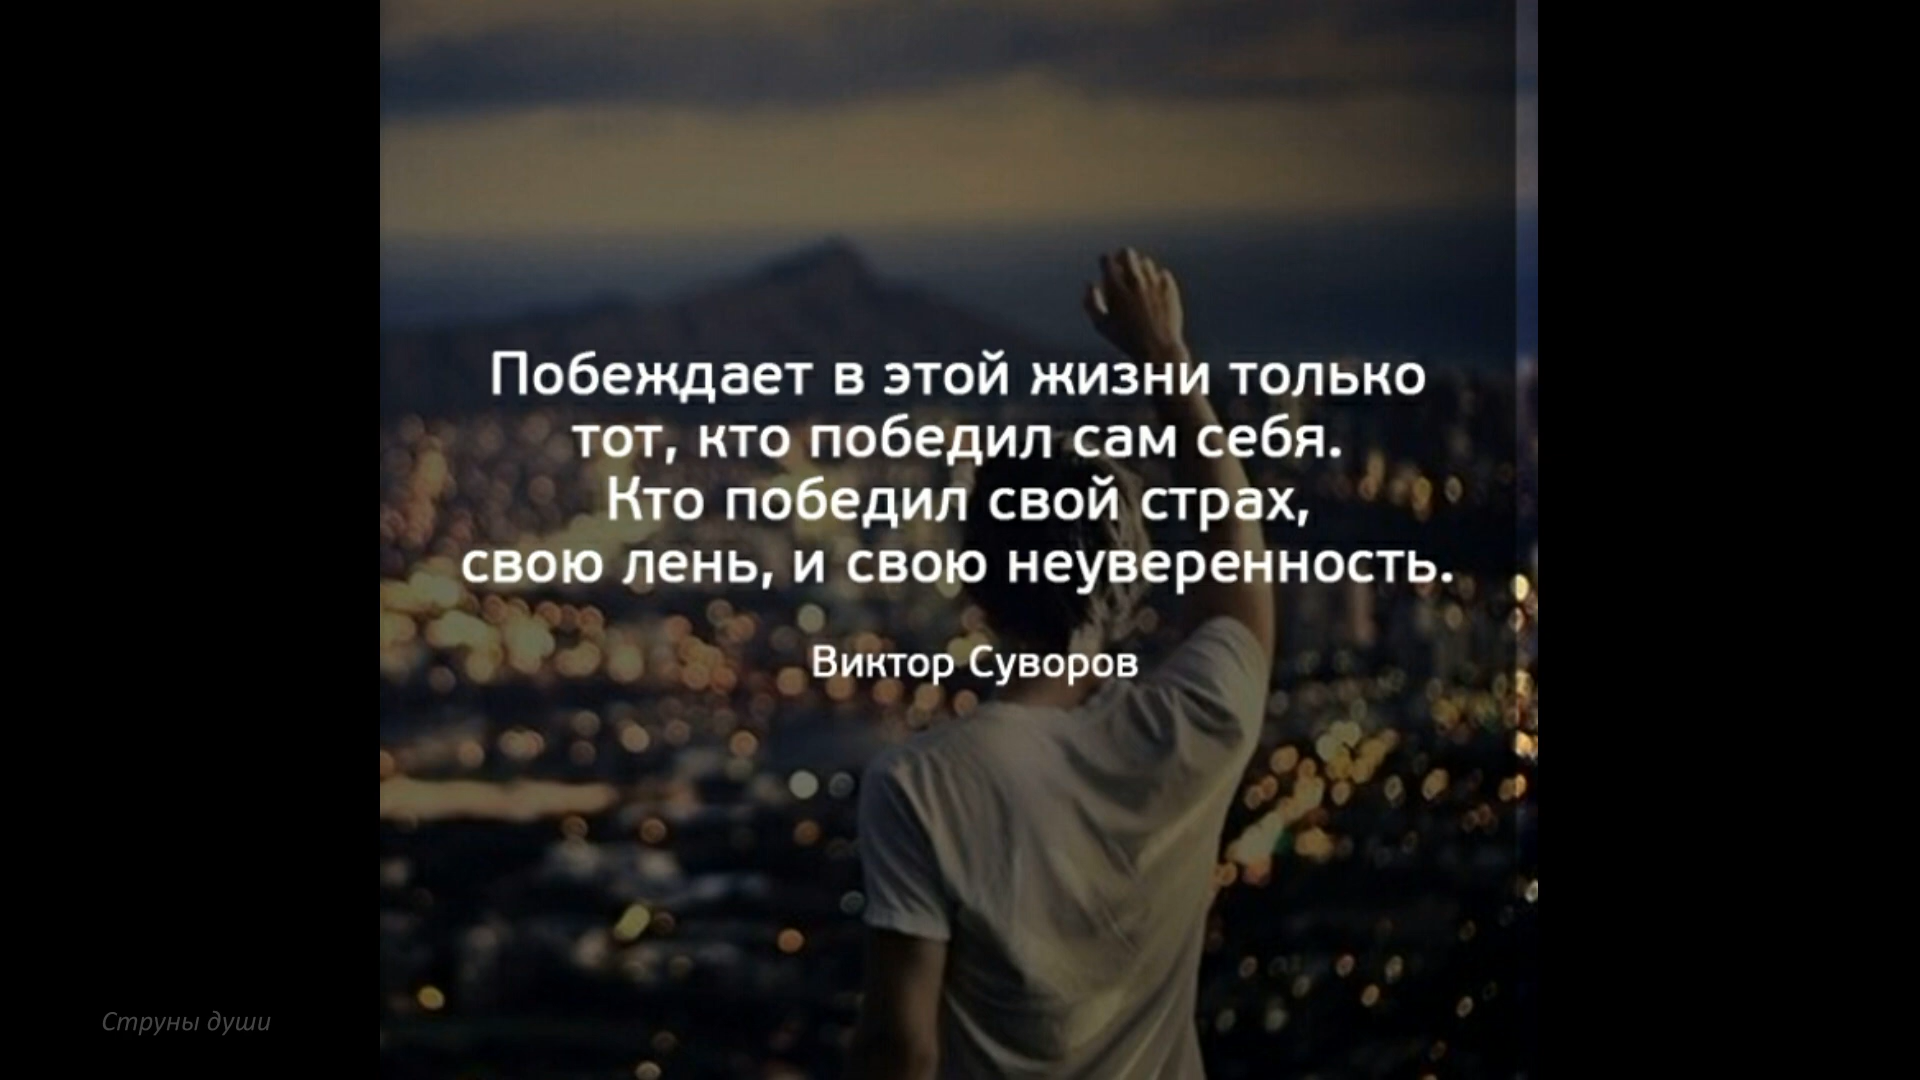 Побеждает в этой жизни только
тот, кто победил сам себя.
Кто победил свой страх,
свою лень, и свою неуверенность.
Виктор Суворов
Струны души